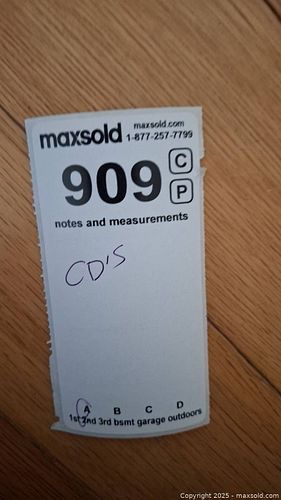 maxsold maxsold.com
1-877-257-7799
909 C
P
notes and measurements
CD'S
A B C D
1st 2nd 3rd bsmt garage outdoors
Copyright © 2025 - www.maxsold.com